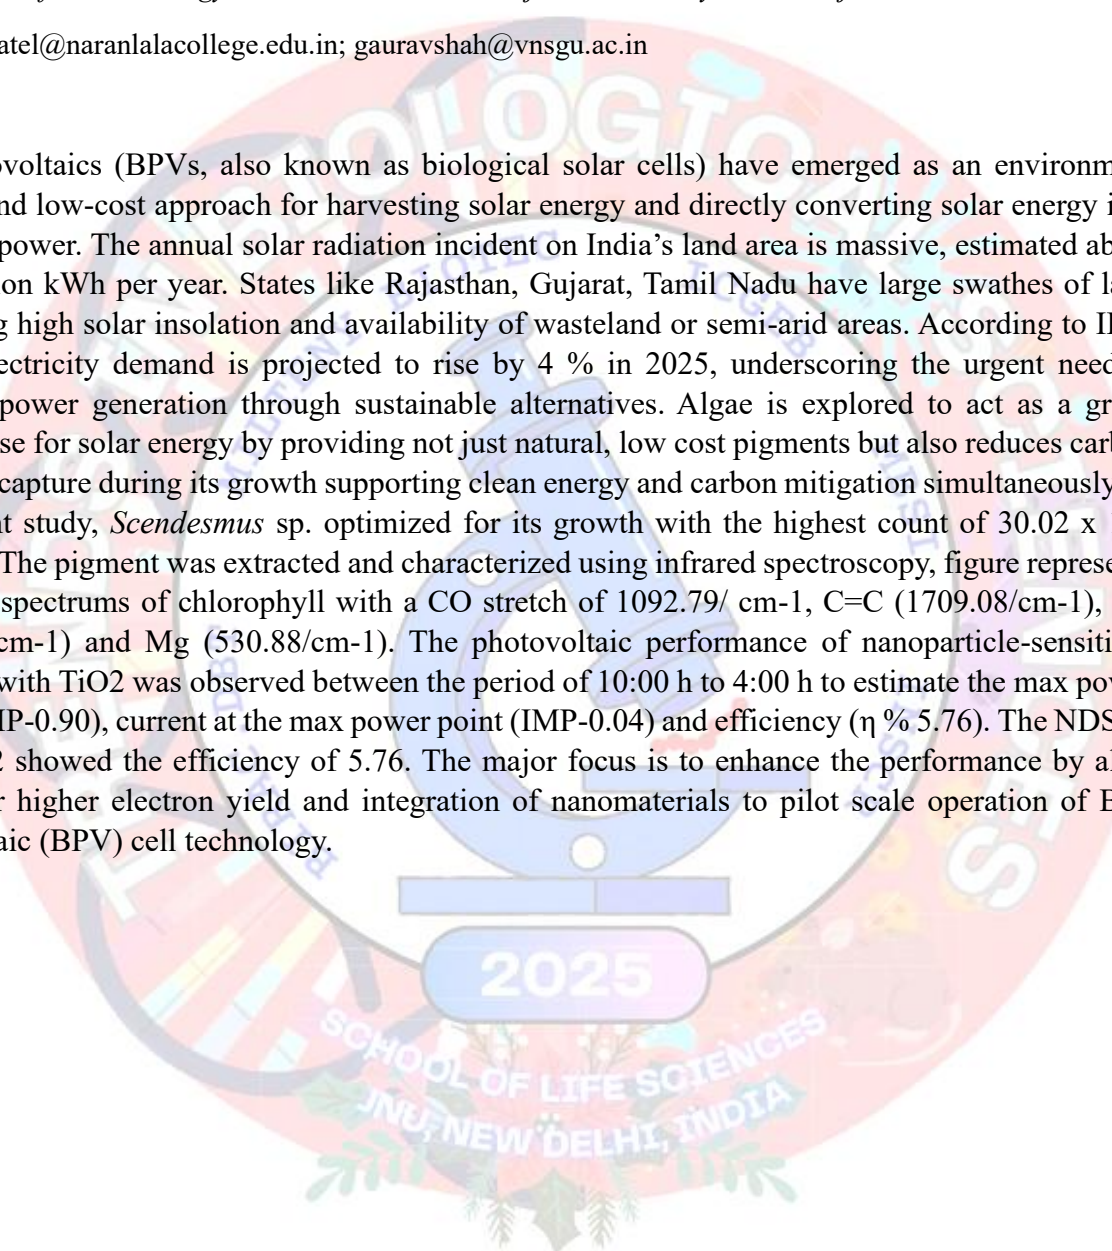 atel@naranlalacollege.edu.in; gauravshah@vnsgu.ac.in
voltaics (BPVs, also known as biological solar cells) have emerged as an environm
nd low-cost approach for harvesting solar energy and directly converting solar energy i
power. The annual solar radiation incident on India's land area is massive, estimated ab
on kWh per year. States like Rajasthan, Gujarat, Tamil Nadu have large swathes of la
g high solar insolation and availability of wasteland or semi-arid areas. According to II
ectricity demand is projected to rise by 4 % in 2025, underscoring the urgent need
power generation through sustainable alternatives. Algae is explored to act as a gr
se for solar energy by providing not just natural, low cost pigments but also reduces carb
capture during its growth supporting clean energy and carbon mitigation simultaneously
t study, Scendesmus sp. optimized for its growth with the highest count of 30.02 x
The pigment was extracted and characterized using infrared spectroscopy, figure represe
spectrums of chlorophyll with a CO stretch of 1092.79/ cm-1, C=C (1709.08/cm-1),
cm-1) and Mg (530.88/cm-1). The photovoltaic performance of nanoparticle-sensiti
with TiO2 was observed between the period of 10:00 h to 4:00 h to estimate the max pow
IP-0.90), current at the max power point (IMP-0.04) and efficiency (η % 5.76). The NDS
2 showed the efficiency of 5.76. The major focus is to enhance the performance by al
r higher electron yield and integration of nanomaterials to pilot scale operation of B
aic (BPV) cell technology.
TRENDS IN BIOLOGICAL SCIENCES
2025
SCHOOL OF LIFE SCIENCES
JNU, NEW DELHI, INDIA